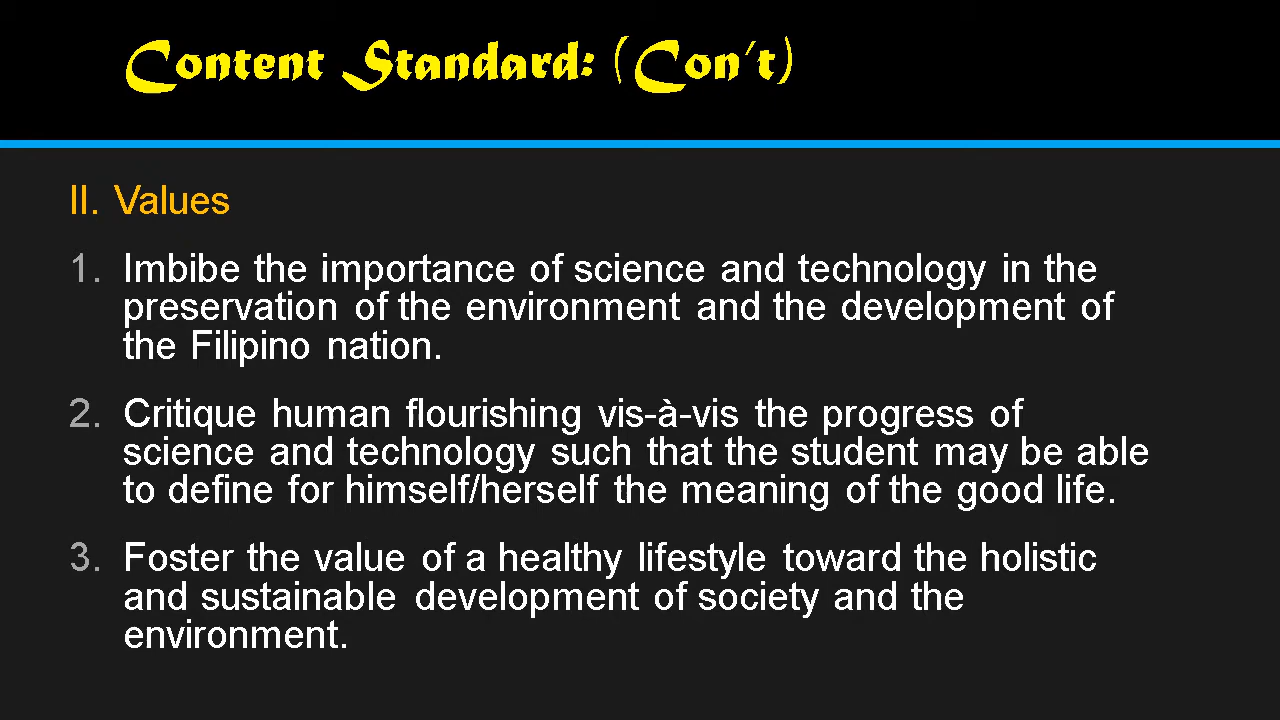 Content Standard: (Con't)
II. Values
1. Imbibe the importance of science and technology in the
preservation of the environment and the development of
the Filipino nation.
2. Critique human flourishing vis-à-vis the progress of
science and technology such that the student may be able
to define for himself/herself the meaning of the good life.
3. Foster the value of a healthy lifestyle toward the holistic
and sustainable development of society and the
environment.